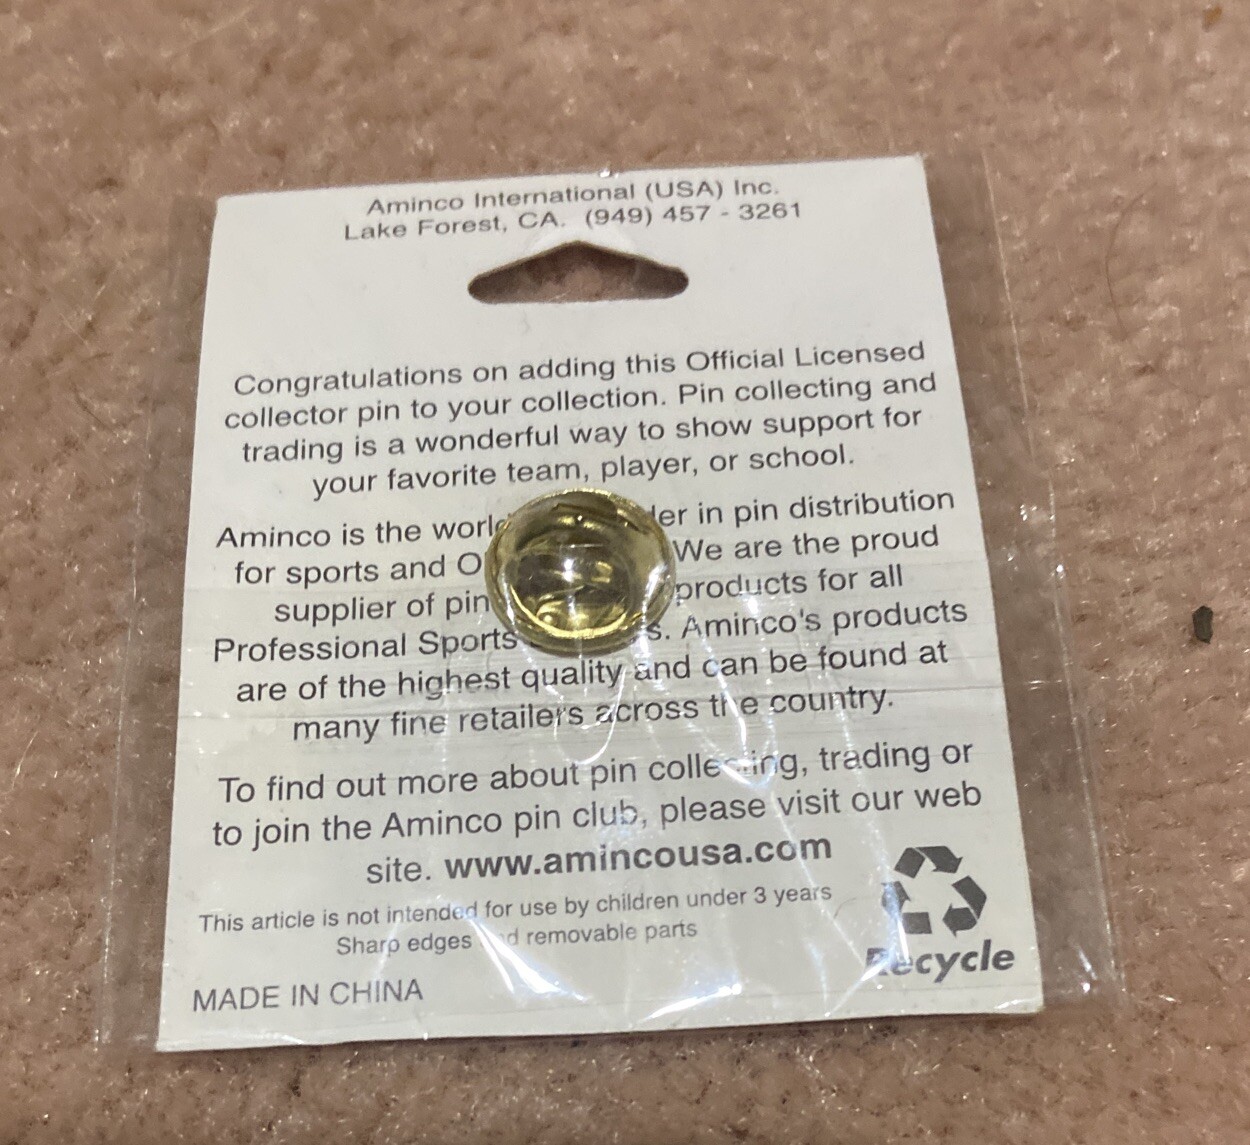 Aminco International (USA) Inc.
Lake Forest, CA. (949) 457 - 3261
Congratulations on adding this Official Licensed
collector pin to your collection. Pin collecting and
trading is a wonderful way to show support for
your favorite team, player, or school.
Aminco is the in pin distribution
for sports and We are the proud
supplier of products for all
Professional Sports Aminco's products
are of the highest quality and can be found at
many fine retailers across the country.
To find out more about pin collecting, trading or
to join the Aminco pin club, please visit our web
site. www.amincousa.com
This article is not intended for use by children under 3 years
Sharp edges and removable parts
Recycle
MADE IN CHINA